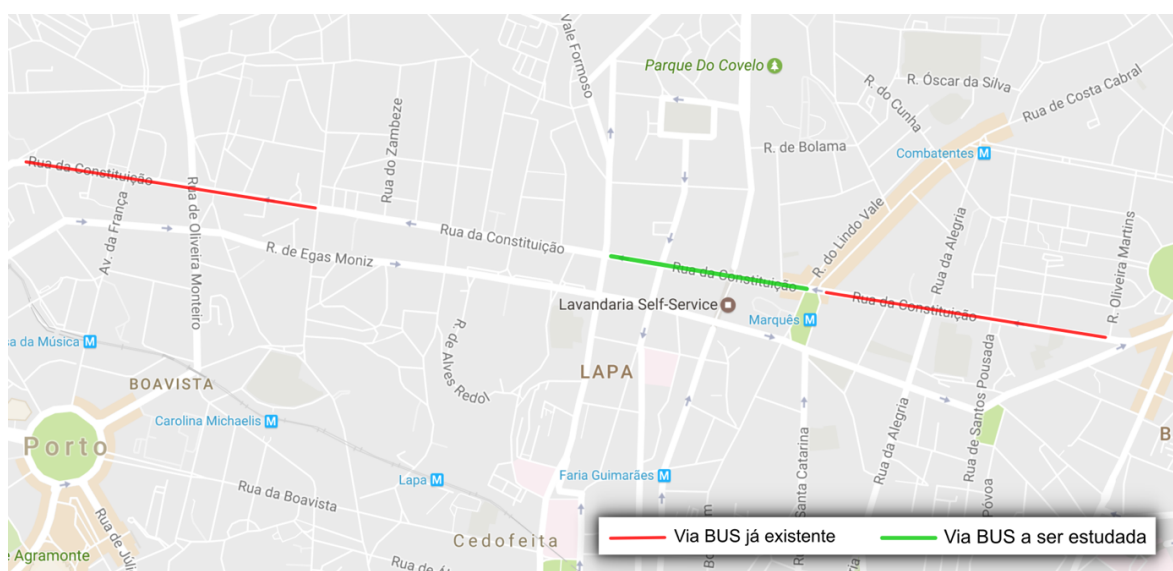 Vale Formoso
Parque Do Covelo
R. Óscar da Silva
R. do Cunha
Rua de Costa Cabral
Rua do Zambeze
R. de Bolama
Combatentes M
Rua da Constituição
Av. da França
Rua de Oliveira Monteiro
R. de Egas Moniz
Rua da Constituição
Rua da Constituição
R. do Lindo Vale
Rua da Alegria
Rua da Constituição
R. Oliveira Martins
Lavandaria Self-Service
Marquês M
sa da Música M
R. de Alves Redol
LAPA
BOAVISTA
Carolina Michaelis M
Rua de Santos Pousada
Rua da Alegria
Porto
Santa Catarina
B
Lapa M
Faria Guimarães M
Rua da Boavista
Póvoa
Rua de Júli
Cedofeita
e Agramonte
Via BUS já existente
Via BUS a ser estudada